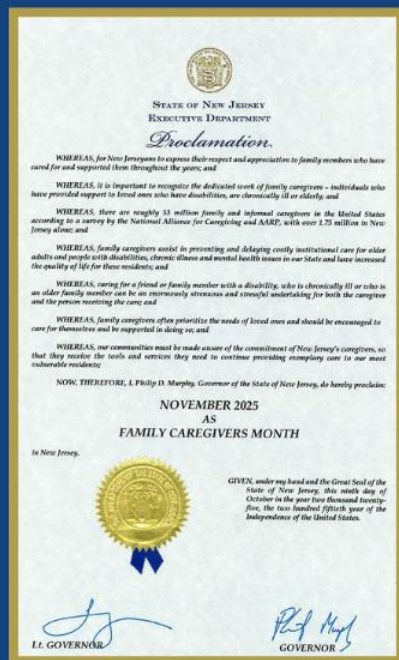 STATE OF NEW JERSEY
EXECUTIVE DEPARTMENT
Proclamation
WHEREAS, for New Jerseyans to express their respect and appreciation to family members who have
cared for and supported them throughout the years; and
WHEREAS, it is important to recognize the dedicated work of family caregivers – individuals who
have provided support to loved ones who have disabilities, are chronically ill or elderly; and
WHEREAS, there are roughly 53 million family and informal caregivers in the United States
according to a survey by the National Alliance for Caregiving and AARP, with over 1.75 million in New
Jersey alone; and
WHEREAS, family caregivers assist in preventing and delaying costly institutional care for older
adults and people with disabilities, chronic illness and mental health issues in our State and have increased
the quality of life for these residents; and
WHEREAS, caring for a friend or family member with a disability, who is chronically ill or who is
an older family member can be an enormously strenuous and stressful undertaking for both the caregiver
and the person receiving the care; and
WHEREAS, family caregivers often prioritize the needs of loved ones and should be encouraged to
care for themselves and be supported in doing so; and
WHEREAS, our communities must be made aware of the commitment of New Jersey's caregivers, so
that they receive the tools and services they need to continue providing exemplary care to our most
vulnerable residents;
NOW, THEREFORE, I, Philip D. Murphy, Governor of the State of New Jersey, do hereby proclaim:
NOVEMBER 2025
AS
FAMILY CAREGIVERS MONTH
in New Jersey.
GIVEN, under my hand and the Great Seal of the
State of New Jersey, this ninth day of
October in the year two thousand twenty-
five, the two hundred fiftieth year of the
Independence of the United States.
Lt. GOVERNOR
GOVERNOR